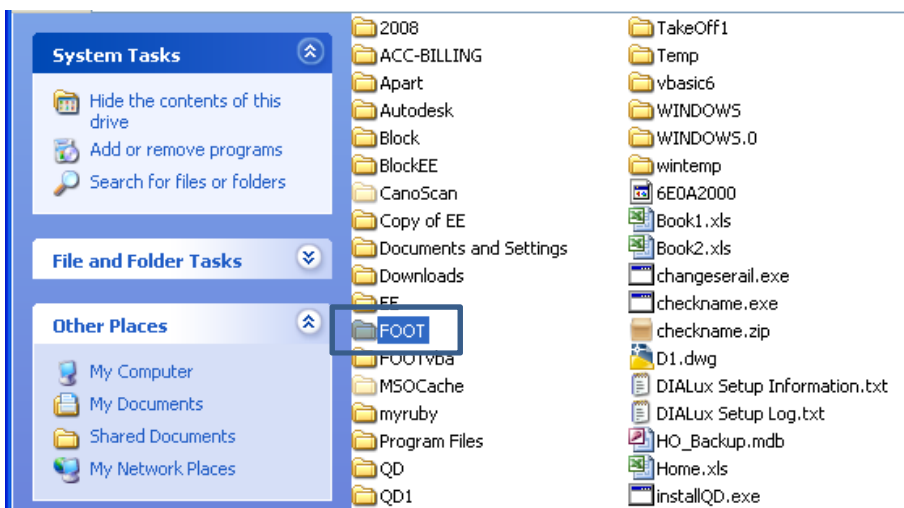 System Tasks
Hide the contents of this
drive
Add or remove programs
Search for files or folders
File and Folder Tasks
Other Places
My Computer
My Documents
Shared Documents
My Network Places
2008
ACC-BILLING
Apart
Autodesk
Block
BlockEE
CanoScan
Copy of EE
Documents and Settings
Downloads
EE
FOOT
FOOTvba
MSOCache
myruby
Program Files
QD
QD1
TakeOff1
Temp
vbasic6
WINDOWS
WINDOWS.0
wintemp
6E0A2000
Book1.xls
Book2.xls
changeserail.exe
checkname.exe
checkname.zip
D1.dwg
DIALux Setup Information.txt
DIALux Setup Log.txt
HO_Backup.mdb
Home.xls
installQD.exe